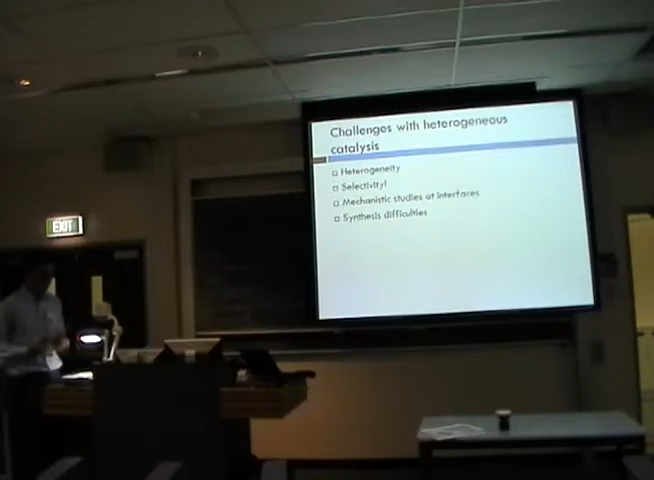 Challenges with heterogeneous
catalysis
Heterogeneity
Selectivity!
Mechanistic studies at interfaces
Synthesis difficulties
EXIT